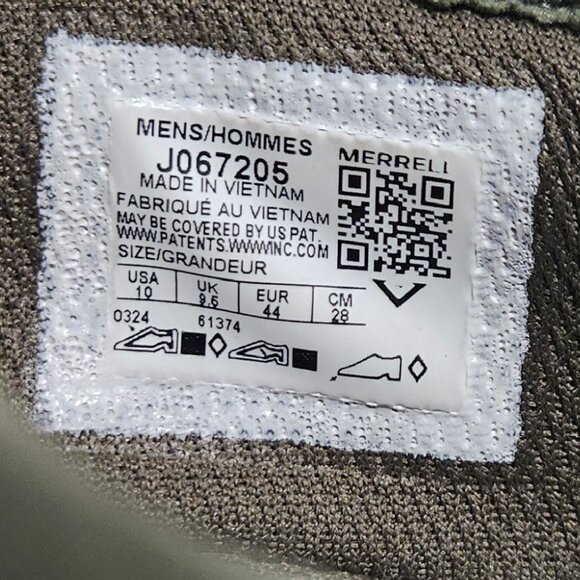 MENS/HOMMES
J067205
MERRELL
MADE IN VIETNAM
FABRIQUÉ AU VIETNAM
MAY BE COVERED BY US PAT.
WWW.PATENTS.WWWINC.COM
SIZE/GRANDEUR
USA UK EUR CM
10 9.5 44 28
0324 61374